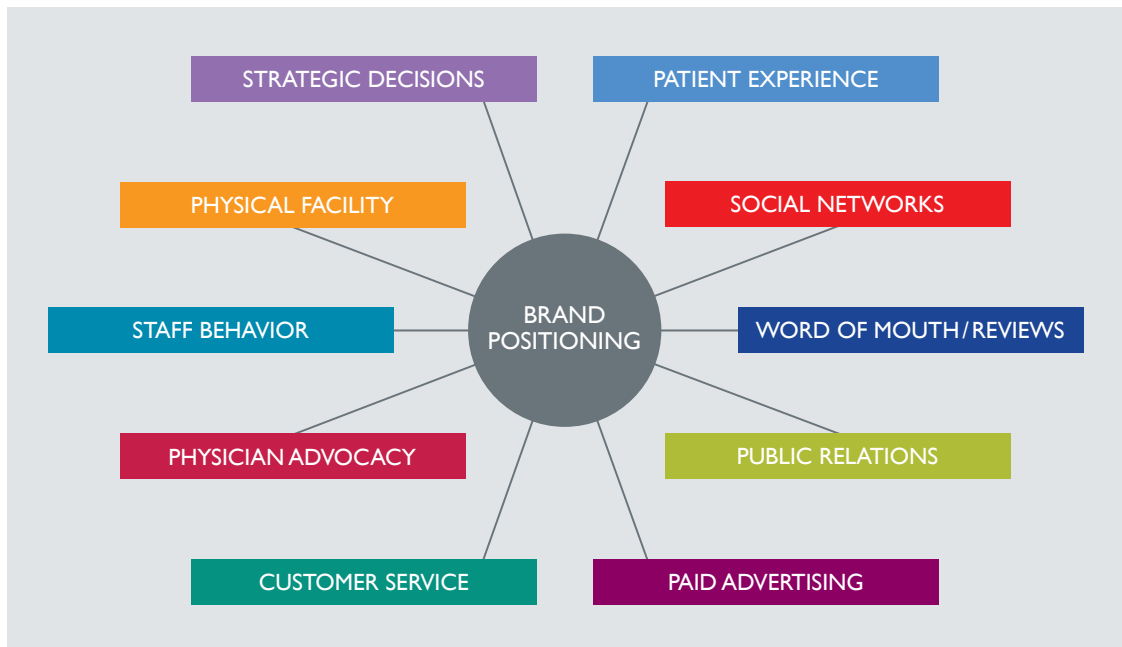 STRATEGIC DECISIONS
PATIENT EXPERIENCE
PHYSICAL FACILITY
SOCIAL NETWORKS
BRAND
POSITIONING
STAFF BEHAVIOR
WORD OF MOUTH / REVIEWS
PHYSICIAN ADVOCACY
PUBLIC RELATIONS
CUSTOMER SERVICE
PAID ADVERTISING